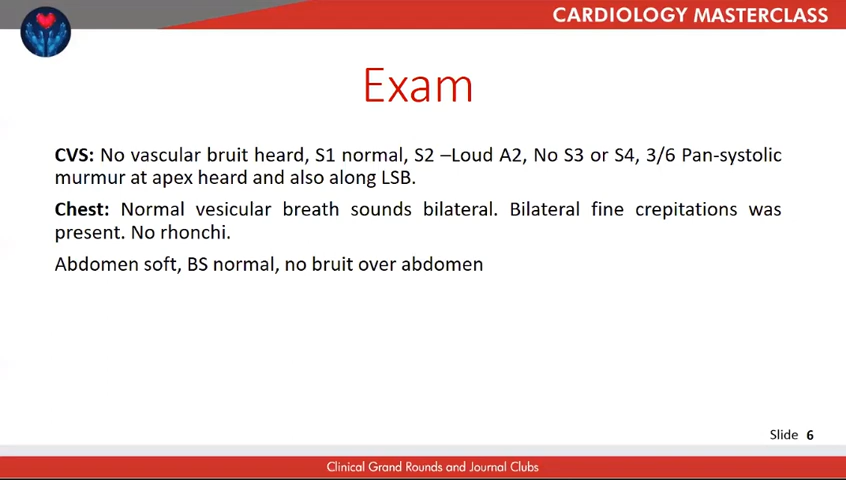 CARDIOLOGY MASTERCLASS
Exam
CVS: No vascular bruit heard, S1 normal, S2 –Loud A2, No S3 or S4, 3/6 Pan-systolic
murmur at apex heard and also along LSB.
Chest: Normal vesicular breath sounds bilateral. Bilateral fine crepitations was
present. No rhonchi.
Abdomen soft, BS normal, no bruit over abdomen
Slide 6
Clinical Grand Rounds and Journal Clubs